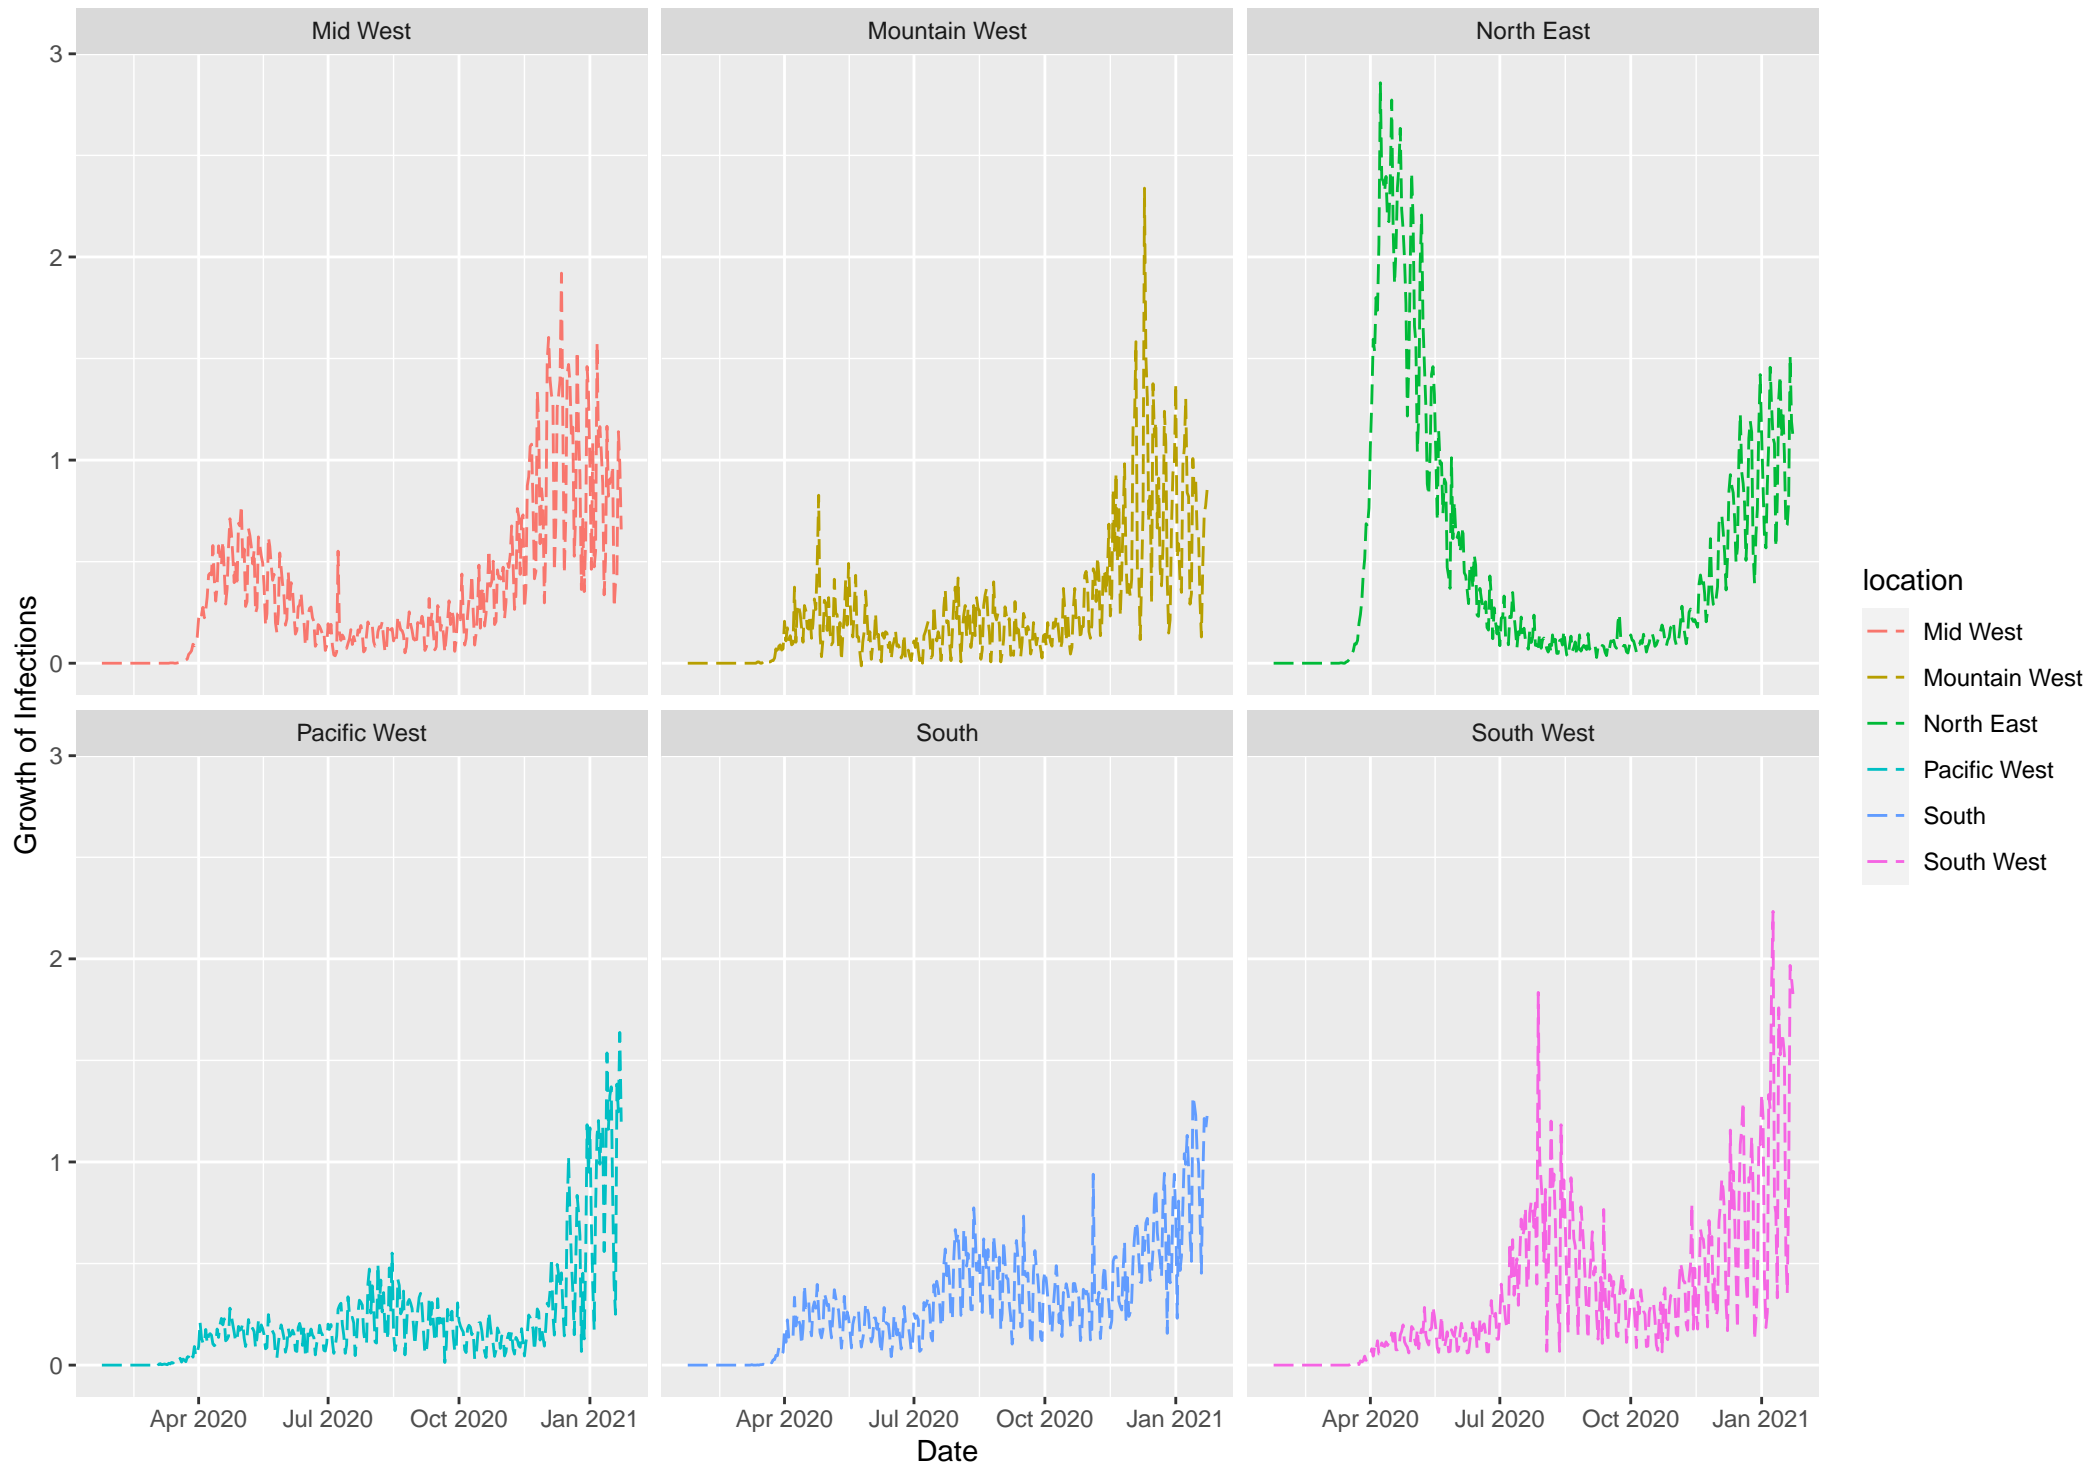 Mid West
Mountain West
North East
3
2
1
0
Pacific West
South
South West
3
2
1
0
Growth of Infections
Apr 2020
Jul 2020
Oct 2020
Jan 2021
Apr 2020
Jul 2020
Oct 2020
Jan 2021
Apr 2020
Jul 2020
Oct 2020
Jan 2021
Date
location
Mid West
Mountain West
North East
Pacific West
South
South West